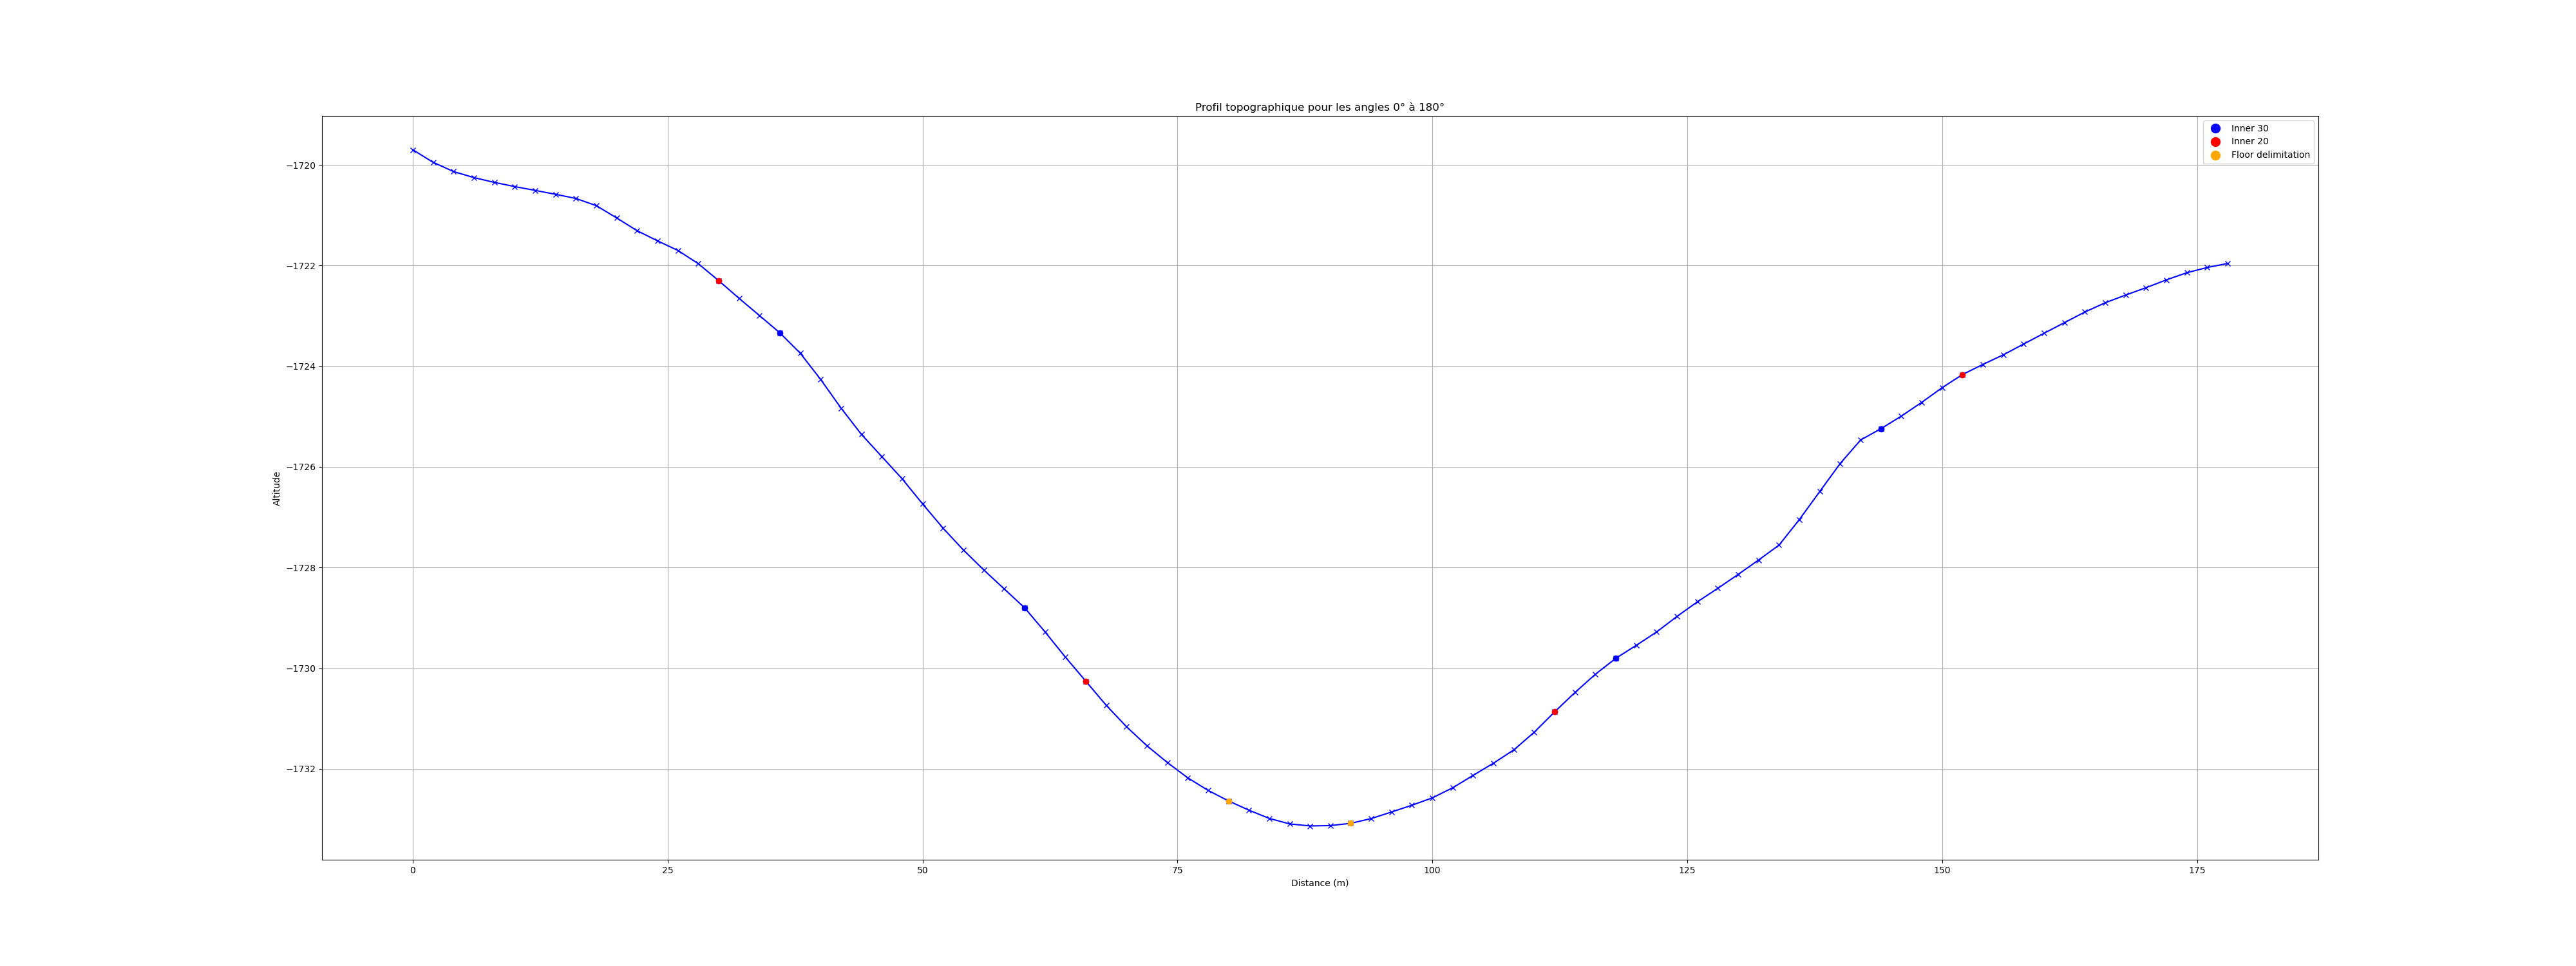 Profil topographique pour les angles 0° à 180°
Inner 30
Inner 20
Floor delimitation
−1720
−1722
−1724
−1726
−1728
−1730
−1732
Altitude
0 25 50 75 100 125 150 175
Distance (m)